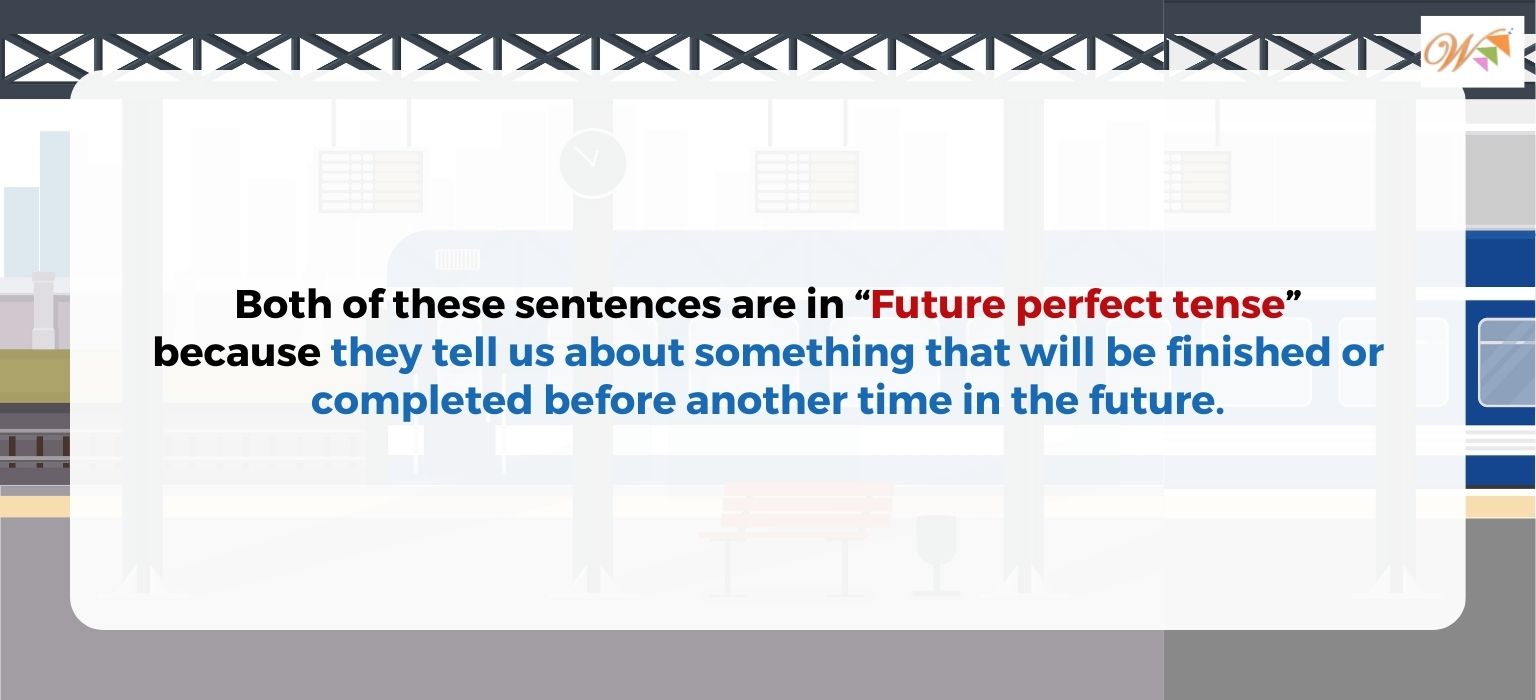 W
Both of these sentences are in “Future perfect tense”
because they tell us about something that will be finished or
completed before another time in the future.